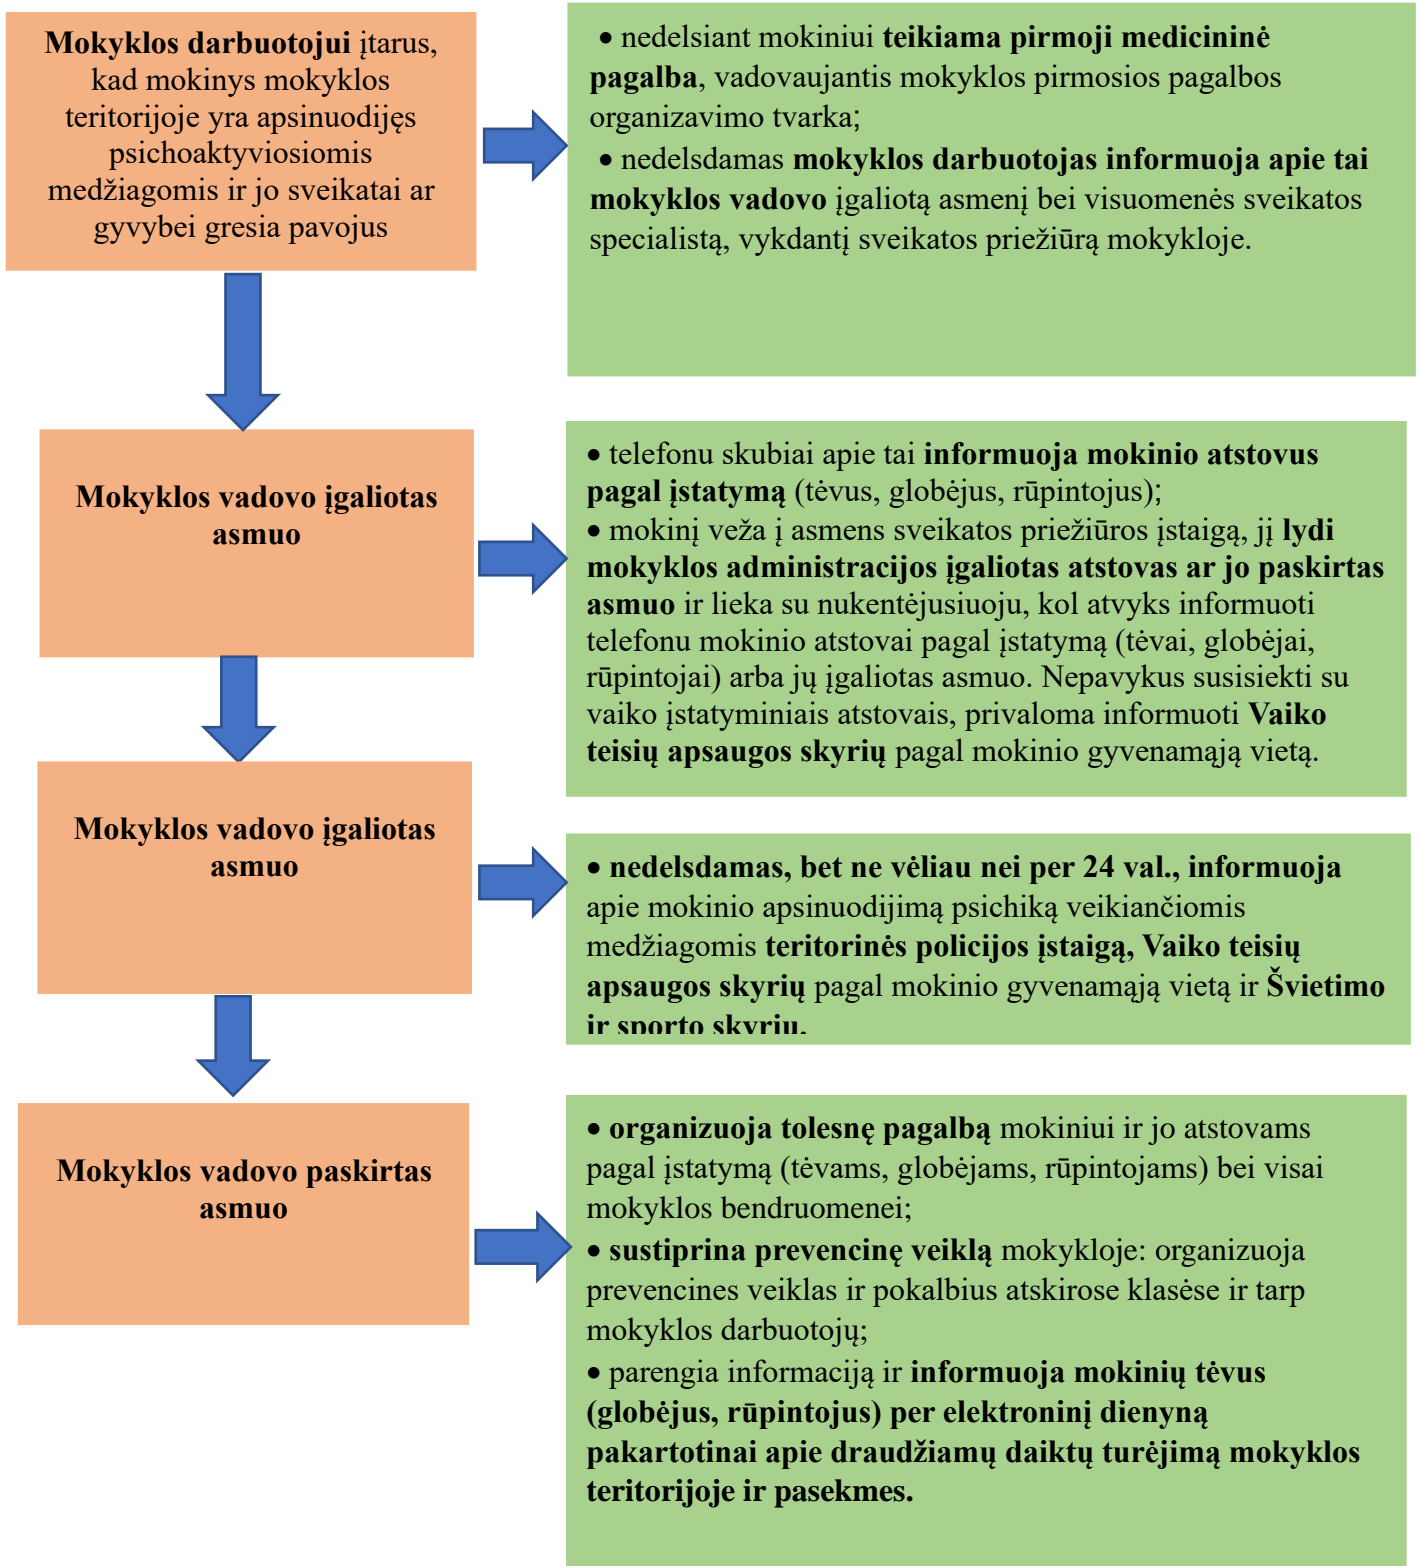 Mokyklos darbuotojui įtarus,
kad mokinys mokyklos
teritorijoje yra apsinuodijęs
psichoaktyviosiomis
medžiagomis ir jo sveikatai ar
gyvybei gresia pavojus
• nedelsiant mokiniui teikiama pirmoji medicininė
pagalba, vadovaujantis mokyklos pirmosios pagalbos
organizavimo tvarka;
• nedelsdamas mokyklos darbuotojas informuoja apie tai
mokyklos vadovo įgaliotą asmenį bei visuomenės sveikatos
specialistą, vykdantį sveikatos priežiūrą mokykloje.
Mokyklos vadovo įgaliotas
asmuo
• telefonu skubiai apie tai informuoja mokinio atstovus
pagal įstatymą (tėvus, globėjus, rūpintojus);
• mokinį veža į asmens sveikatos priežiūros įstaigą, jį lydi
mokyklos administracijos įgaliotas atstovas ar jo paskirtas
asmuo ir lieka su nukentėjusiuoju, kol atvyks informuoti
telefonu mokinio atstovai pagal įstatymą (tėvai, globėjai,
rūpintojai) arba jų įgaliotas asmuo. Nepavykus susisiekti su
vaiko įstatyminiais atstovais, privaloma informuoti Vaiko
teisių apsaugos skyrių pagal mokinio gyvenamąją vietą.
Mokyklos vadovo įgaliotas
asmuo
• nedelsdamas, bet ne vėliau nei per 24 val., informuoja
apie mokinio apsinuodijimą psichiką veikiančiomis
medžiagomis teritorinės policijos įstaigą, Vaiko teisių
apsaugos skyrių pagal mokinio gyvenamąją vietą ir Švietimo
ir sporto skyrių.
Mokyklos vadovo paskirtas
asmuo
• organizuoja tolesnę pagalbą mokiniui ir jo atstovams
pagal įstatymą (tėvams, globėjams, rūpintojams) bei visai
mokyklos bendruomenei;
• sustiprina prevencinę veiklą mokykloje: organizuoja
prevencines veiklas ir pokalbius atskirose klasėse ir tarp
mokyklos darbuotojų;
• parengia informaciją ir informuoja mokinių tėvus
(globėjus, rūpintojus) per elektroninį dienyną
pakartotinai apie draudžiamų daiktų turėjimą mokyklos
teritorijoje ir pasekmes.